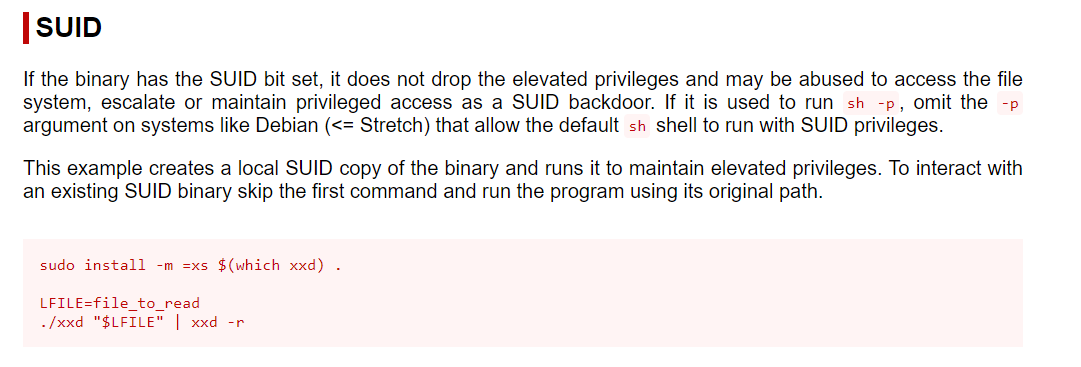 SUID
If the binary has the SUID bit set, it does not drop the elevated privileges and may be abused to access the file
system, escalate or maintain privileged access as a SUID backdoor. If it is used to run sh -p, omit the -p
argument on systems like Debian (<= Stretch) that allow the default sh shell to run with SUID privileges.
This example creates a local SUID copy of the binary and runs it to maintain elevated privileges. To interact with
an existing SUID binary skip the first command and run the program using its original path.
sudo install -m =xs $(which xxd) .
LFILE=file_to_read
./xxd "$LFILE" | xxd -r